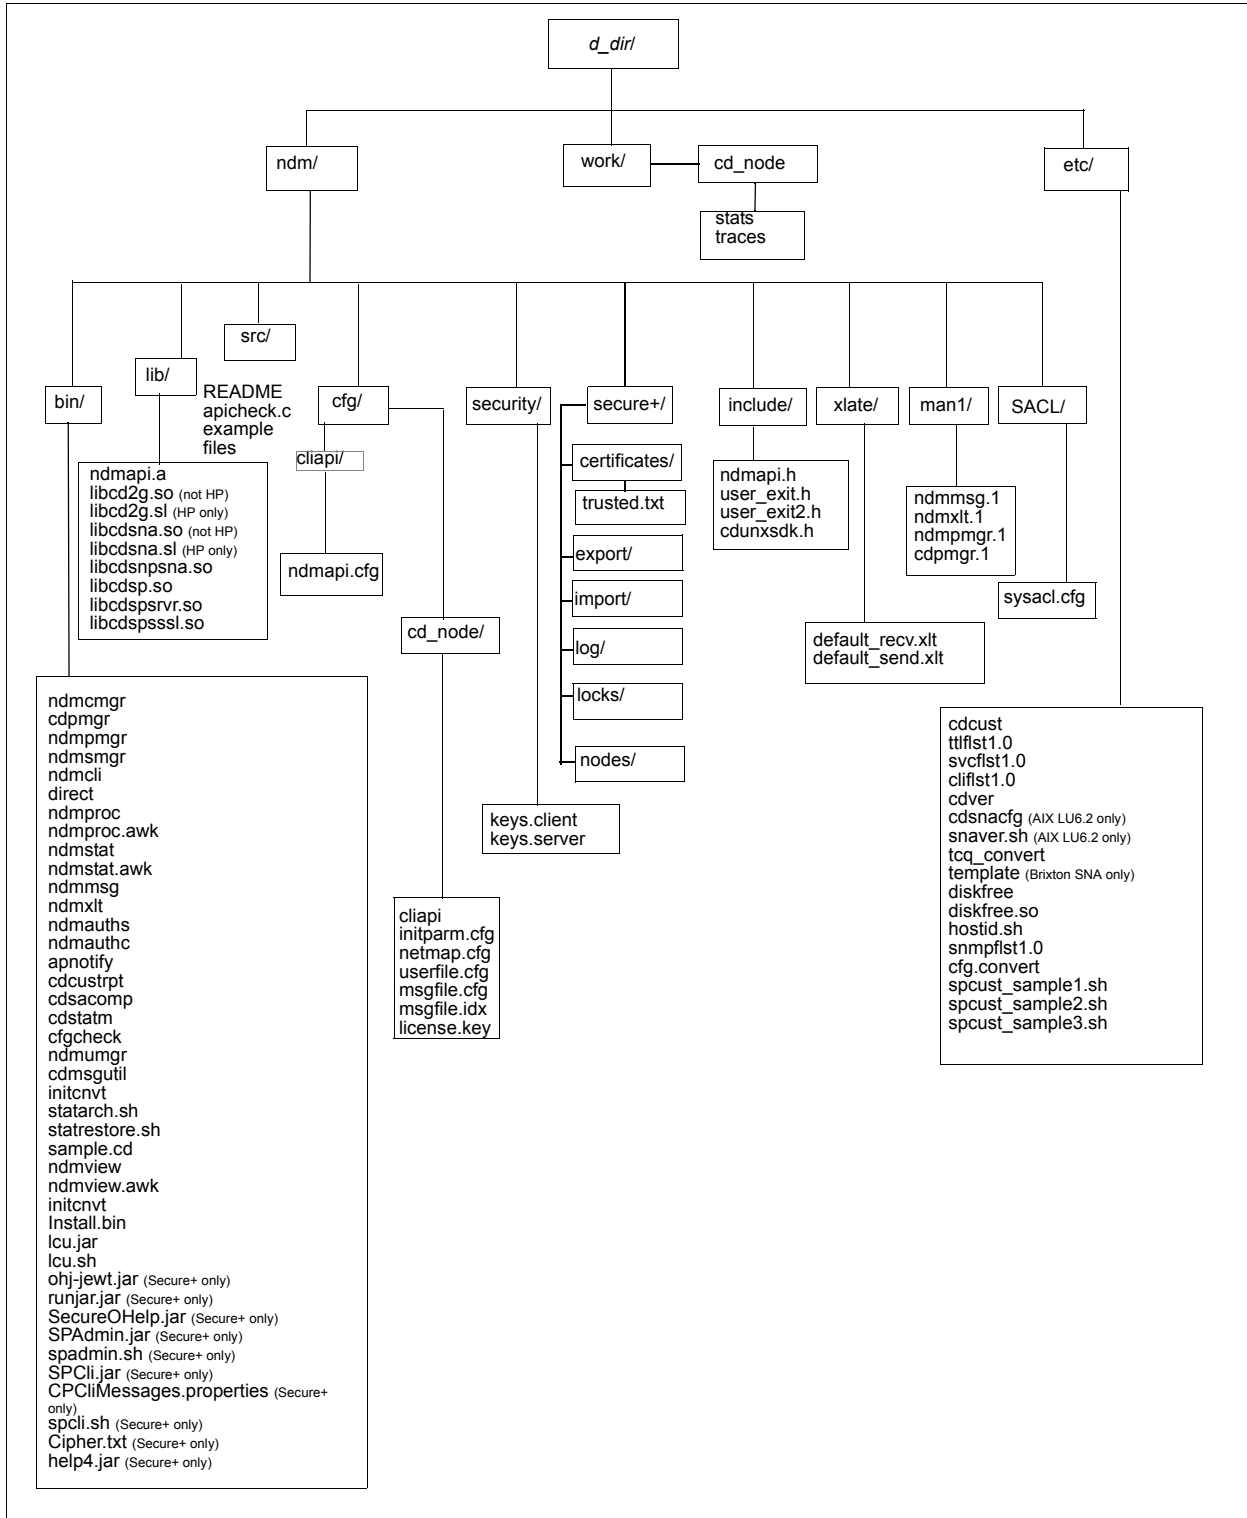 d_dir/
ndm/
work/
cd_node
etc/
stats
traces
src/
lib/
README
apicheck.c
example
files
bin/
cfg/
security/
secure+/
include/
xlate/
man1/
SACL/
cliapi/
ndmapi.a
libcd2g.so (not HP)
libcd2g.sl (HP only)
libcdsna.so (not HP)
libcdsna.sl (HP only)
libcdsnpsna.so
libcdsp.so
libcdspsrvr.so
libcdspsssl.so
ndmapi.cfg
certificates/
trusted.txt
export/
import/
log/
locks/
nodes/
ndmapi.h
user_exit.h
user_exit2.h
cdunxsdk.h
ndmmsg.1
ndmxlt.1
ndmpmgr.1
cdpmgr.1
sysacl.cfg
cd_node/
default_recv.xlt
default_send.xlt
keys.client
keys.server
cliapi
initparm.cfg
netmap.cfg
userfile.cfg
msgfile.cfg
msgfile.idx
license.key
ndmcmgr
cdpmgr
ndmpmgr
ndmsmgr
ndmcli
direct
ndmproc
ndmproc.awk
ndmstat
ndmstat.awk
ndmmsg
ndmxlt
ndmauths
ndmauthc
apnotify
cdcustrpt
cdsacomp
cdstatm
cfgcheck
ndmumgr
cdmsgutil
initcnvt
statarch.sh
statrestore.sh
sample.cd
ndmview
ndmview.awk
initcnvt
Install.bin
lcu.jar
lcu.sh
ohj-jewt.jar (Secure+ only)
runjar.jar (Secure+ only)
SecureOHelp.jar (Secure+ only)
SPAdmin.jar (Secure+ only)
spadmin.sh (Secure+ only)
SPCli.jar (Secure+ only)
CPCliMessages.properties (Secure+
only)
spcli.sh (Secure+ only)
Cipher.txt (Secure+ only)
help4.jar (Secure+ only)
cdcust
ttlflst1.0
svcflst1.0
cliflst1.0
cdver
cdsnacfg (AIX LU6.2 only)
snaver.sh (AIX LU6.2 only)
tcq_convert
template (Brixton SNA only)
diskfree
diskfree.so
hostid.sh
snmpflst1.0
cfg.convert
spcust_sample1.sh
spcust_sample2.sh
spcust_sample3.sh